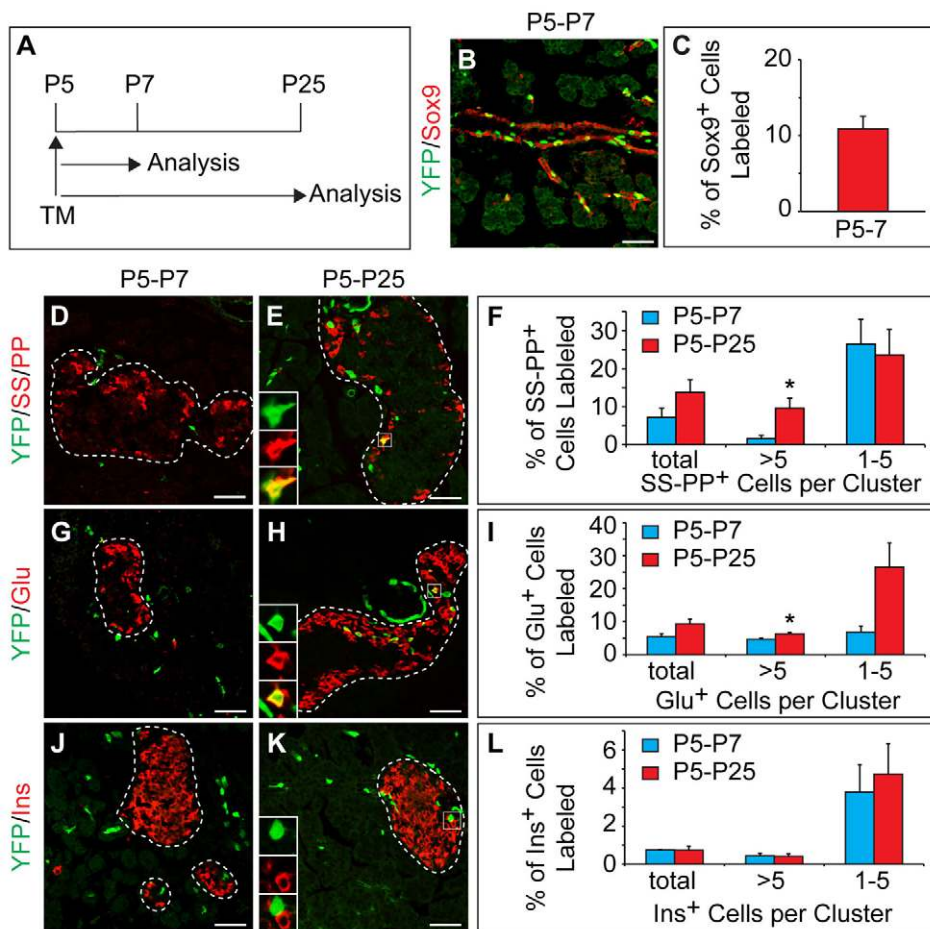 A
P5 P7 P25
Analysis
Analysis
TM
P5-P7
B
YFP/Sox9
C
% of Sox9+ Cells
Labeled
20
10
0
P5-7
P5-P7
P5-P25
D
E
YFP/SS/PP
F
% of SS-PP+
Cells Labeled
P5-P7
P5-P25
30
20
10
0
*
total >5 1-5
SS-PP+ Cells per Cluster
G
H
YFP/Glu
I
% of Glu+ Cells
Labeled
P5-P7
P5-P25
40
30
20
10
5
0
*
total >5 1-5
Glu+ Cells per Cluster
J
K
YFP/Ins
L
% of Ins+ Cells
Labeled
P5-P7
P5-P25
6
4
2
0
total >5 1-5
Ins+ Cells per Cluster